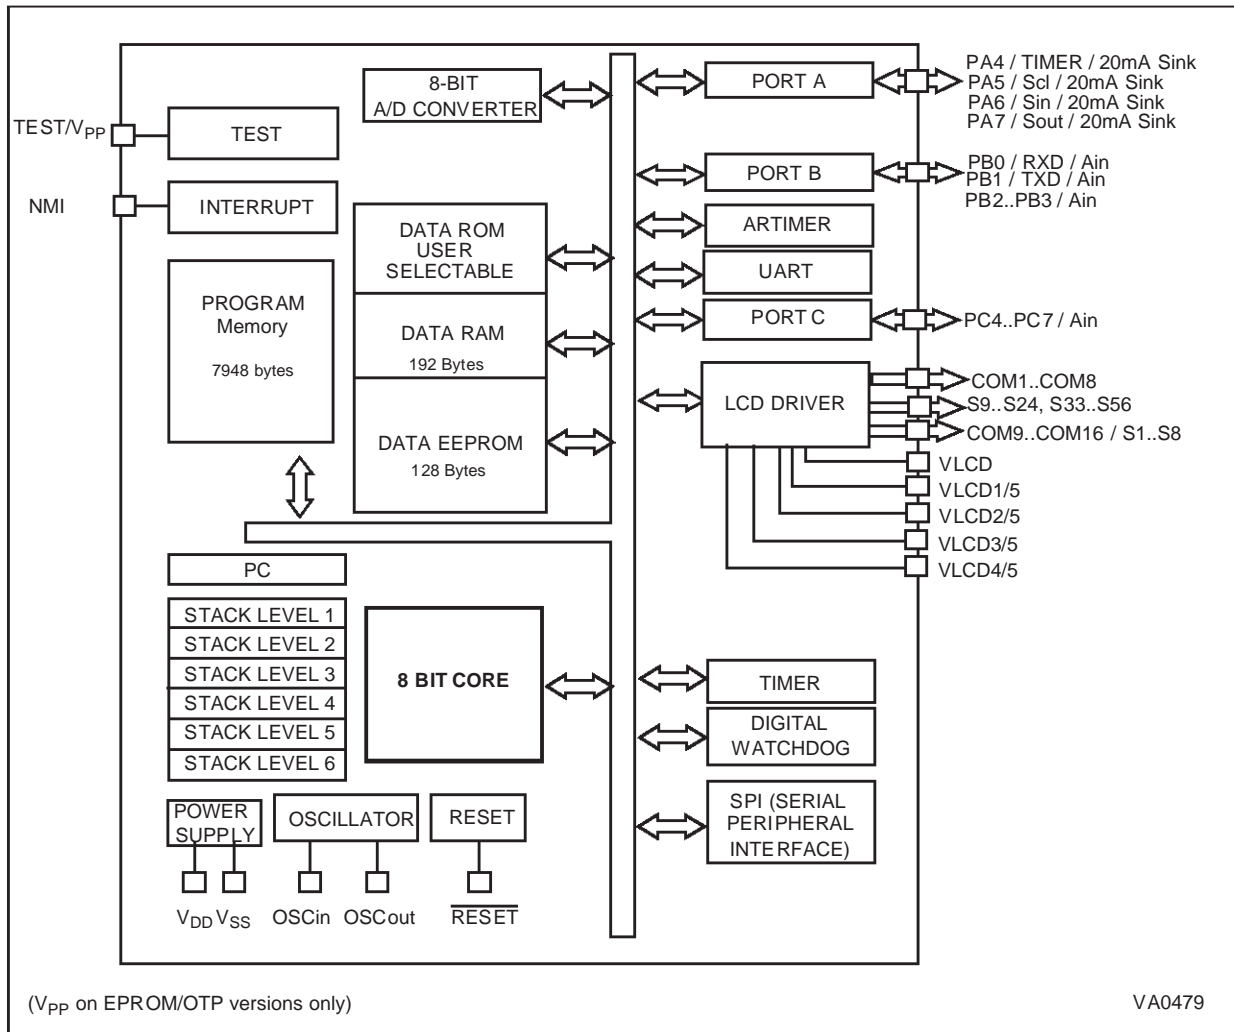 8-BIT
A/D CONVERTER
PORT A
PA4 / TIMER / 20mA Sink
PA5 / Scl / 20mA Sink
PA6 / Sin / 20mA Sink
PA7 / Sout / 20mA Sink
TEST/VPP
TEST
PORT B
PB0 / RXD / Ain
PB1 / TXD / Ain
PB2..PB3 / Ain
NMI
INTERRUPT
DATA ROM
USER
SELECTABLE
ARTIMER
UART
PROGRAM
Memory
7948 bytes
DATA RAM
192 Bytes
PORT C
PC4..PC7 / Ain
DATA EEPROM
128 Bytes
LCD DRIVER
COM1..COM8
S9..S24, S33..S56
COM9..COM16 / S1..S8
VLCD
VLCD1/5
VLCD2/5
VLCD3/5
VLCD4/5
PC
STACK LEVEL 1
STACK LEVEL 2
STACK LEVEL 3
STACK LEVEL 4
STACK LEVEL 5
STACK LEVEL 6
8 BIT CORE
TIMER
DIGITAL
WATCHDOG
SPI (SERIAL
PERIPHERAL
INTERFACE)
POWER
SUPPLY
OSCILLATOR
RESET
VDD VSS
OSCin
OSCout
RESET
(VPP on EPROM/OTP versions only)
VA0479